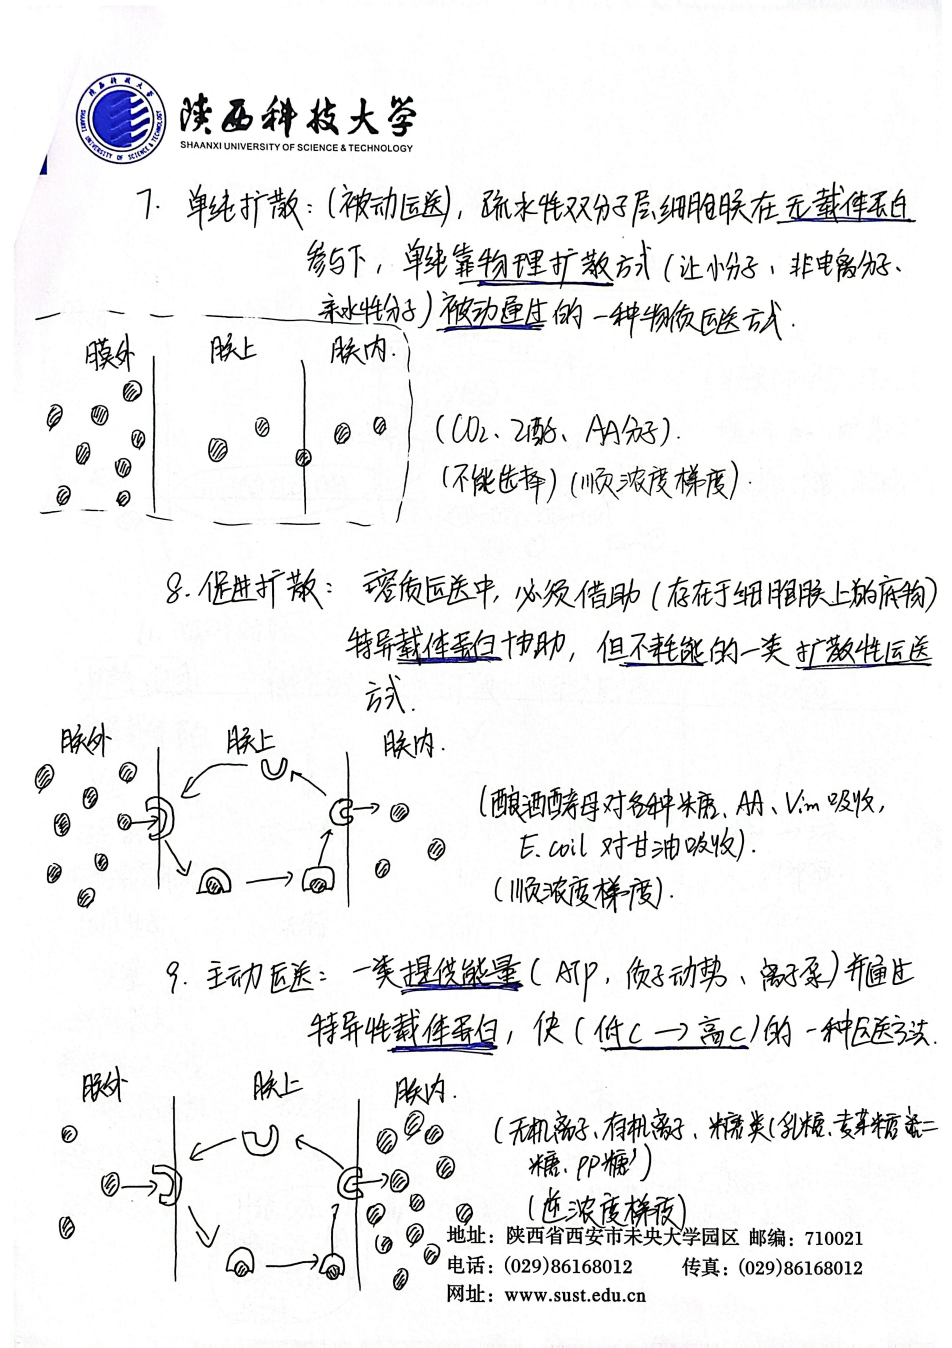 陕西科技大学
SHAANXI UNIVERSITY OF SCIENCE & TECHNOLOGY
7. 单纯扩散：(被动运送)，疏水性双分子层细胞膜在无载体蛋白
参与下，单纯靠物理扩散方式(让小分子、非电离分子、
亲水性分子)被动通过的一种物质运送方式.
膜外 膜上 膜内.
(CO2、乙醇、AA分子).
(不能选择)(顺浓度梯度).
8. 促进扩散： 溶质运送中，必须借助(存在于细胞膜上的底物)
特异载体蛋白协助，但不耗能的一类扩散性运送
方式.
膜外 膜上 膜内.
(酿酒酵母对各种糖、AA、Vim吸收，
E. coil 对甘油吸收).
(顺浓度梯度).
9. 主动运送： 一类提供能量(ATP，质子动势、离子泵)并通过
特异性载体蛋白，使(低C→高C)的一种运送方法.
膜外 膜上 膜内.
(无机离子、有机离子、糖类(乳糖、麦芽糖 蜜二
糖、pp糖')
(逆浓度梯度)
地址：陕西省西安市未央大学园区 邮编：710021
电话：(029)86168012 传真：(029)86168012
网址：www.sust.edu.cn